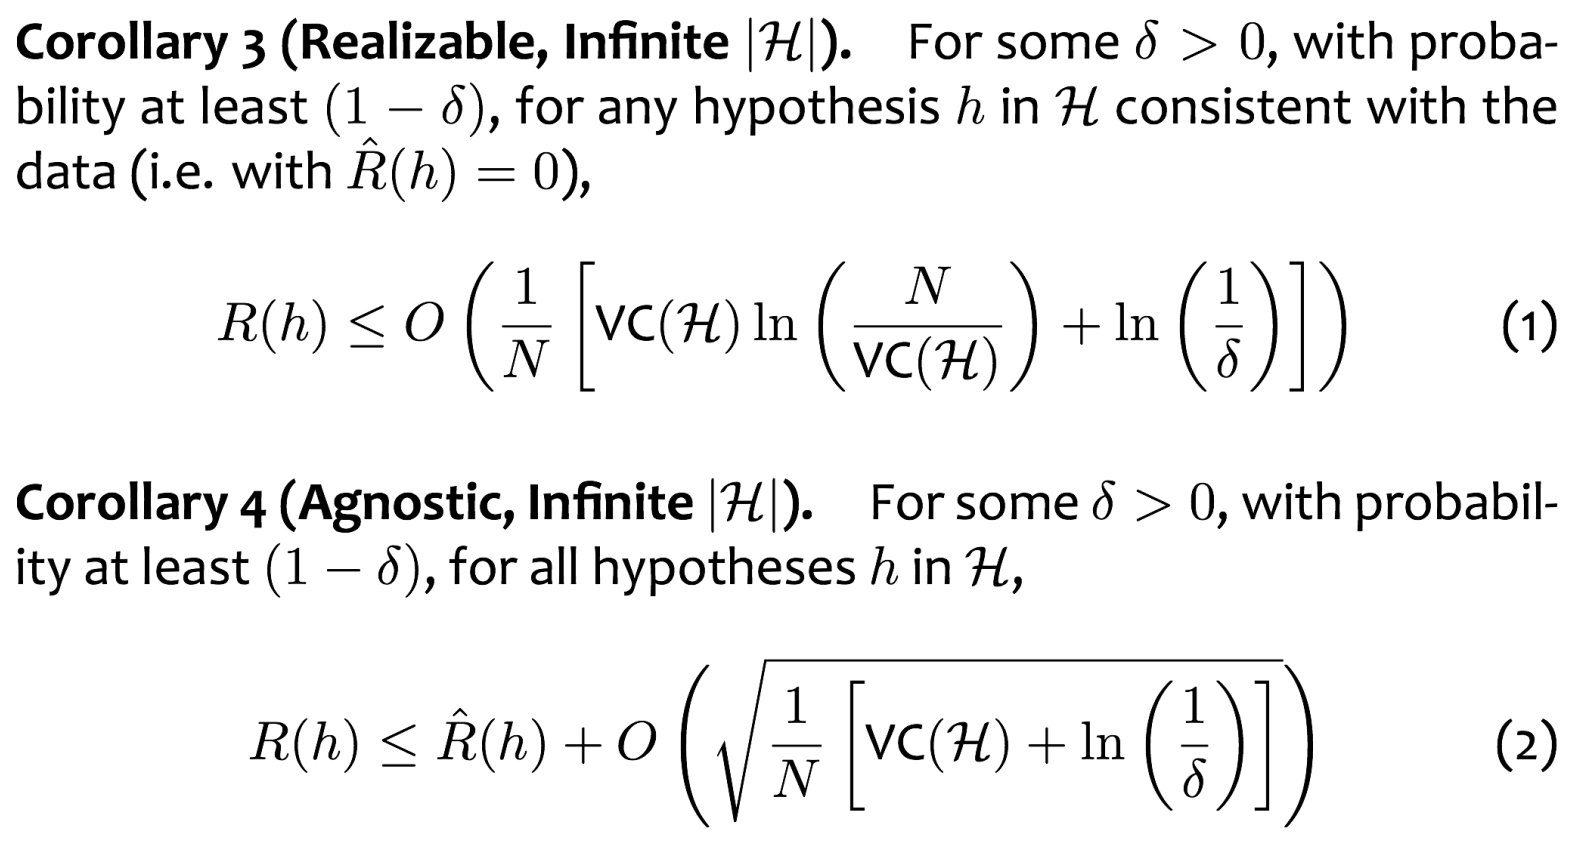 Corollary 3 (Realizable, Infinite |ℋ|). For some δ > 0, with proba-
bility at least (1 − δ), for any hypothesis h in ℋ consistent with the
data (i.e. with R̂(h) = 0),
R(h) ≤ O ( 1/N [ VC(ℋ) ln ( N / VC(ℋ) ) + ln ( 1/δ ) ] ) (1)
Corollary 4 (Agnostic, Infinite |ℋ|). For some δ > 0, with probabil-
ity at least (1 − δ), for all hypotheses h in ℋ,
R(h) ≤ R̂(h) + O ( √( 1/N [ VC(ℋ) + ln ( 1/δ ) ] ) ) (2)